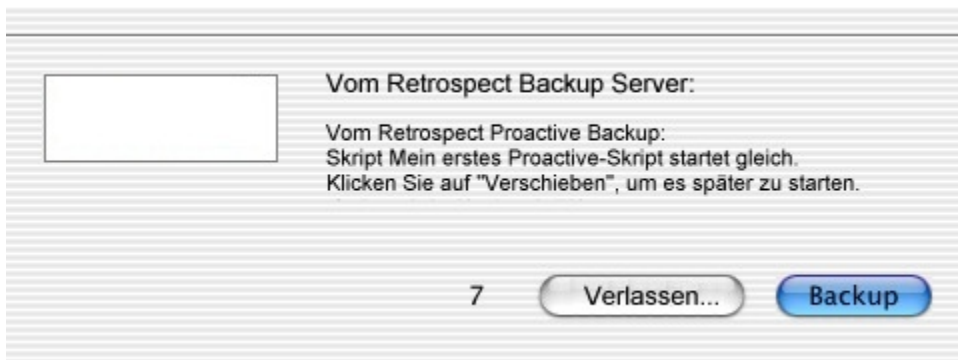 Vom Retrospect Backup Server:
Vom Retrospect Proactive Backup:
Skript Mein erstes Proactive-Skript startet gleich.
Klicken Sie auf "Verschieben", um es später zu starten.
7 Verlassen... Backup